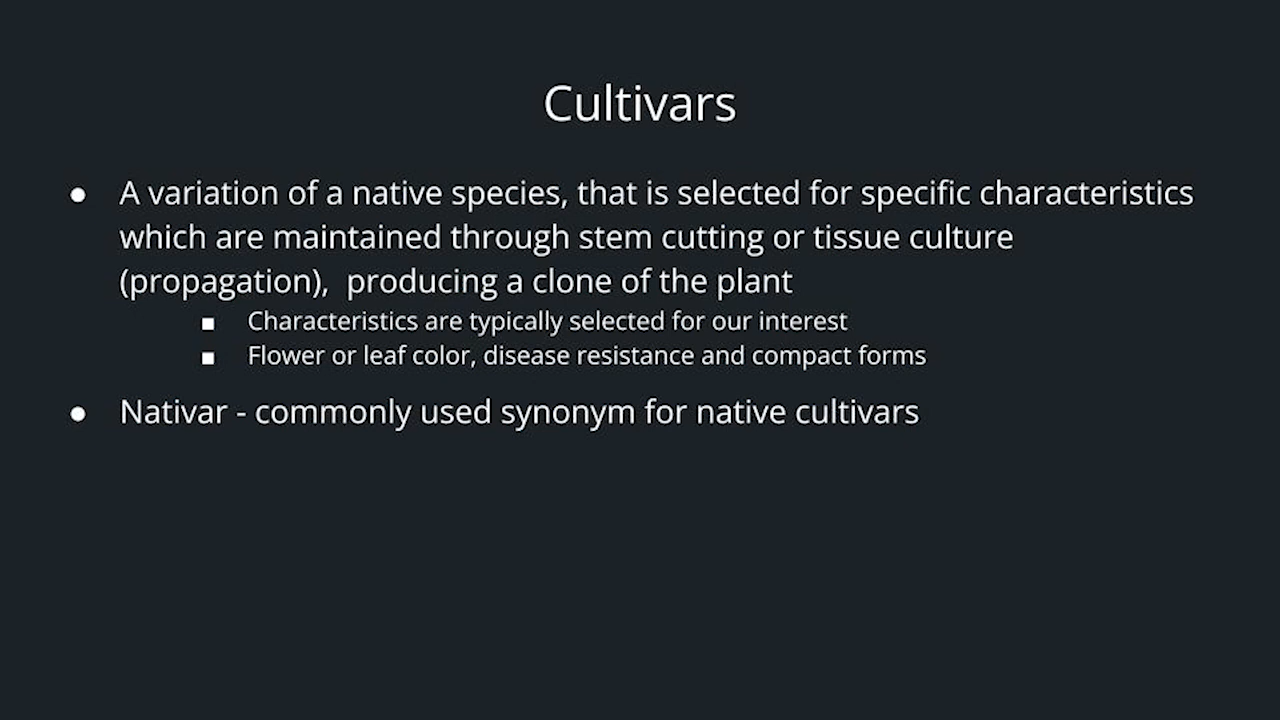 Cultivars
● A variation of a native species, that is selected for specific characteristics
which are maintained through stem cutting or tissue culture
(propagation),  producing a clone of the plant
■ Characteristics are typically selected for our interest
■ Flower or leaf color, disease resistance and compact forms
● Nativar - commonly used synonym for native cultivars